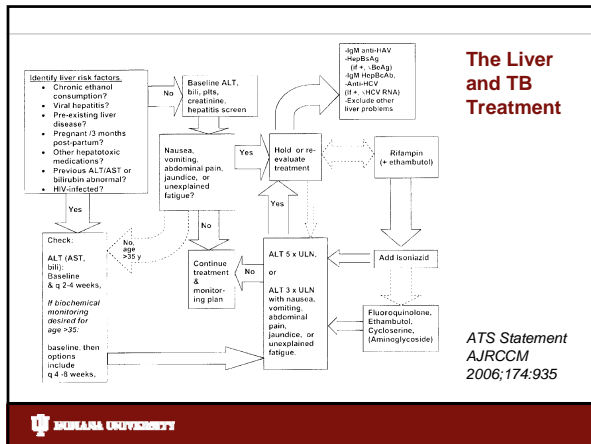 The Liver
and TB
Treatment
Identify liver risk factors
• Chronic ethanol
consumption?
• Viral hepatitis?
• Pre-existing liver
disease?
• Pregnant /3 months
post-partum?
• Other hepatotoxic
medications?
• Previous ALT/AST or
bilirubin abnormal?
• HIV-infected?
No
Baseline ALT,
bili, plts,
creatinine,
hepatitis screen
-IgM anti-HAV
-HepBsAg
(if +,
-IgM HepBcAb,
-Anti-HCV
(If +,
-Exclude other
liver problems
Nausea,
vomiting,
abdominal pain,
jaundice, or
unexplained
fatigue?
Yes
Hold or re-
evaluate
treatment
Rifampin
(+ ethambutol)
Yes
No,
age
>35 y
No
Yes
Check:
ALT (AST,
bili):
Baseline
& q 2-4 weeks,
If biochemical
monitoring
desired for
age >35:
baseline, then
options
include
q 4 -8 weeks,
Continue
treatment
&
monitor-
ing plan
No
ALT 5 x ULN,
or
ALT 3 x ULN
with nausea,
vomiting,
abdominal
pain,
jaundice, or
unexplained
fatigue.
Add Isoniazid
Fluoroquinolone,
Ethambutol,
Cycloserine,
(Aminoglycoside)
ATS Statement
AJRCCM
2006;174:935
INDIANA UNIVERSITY